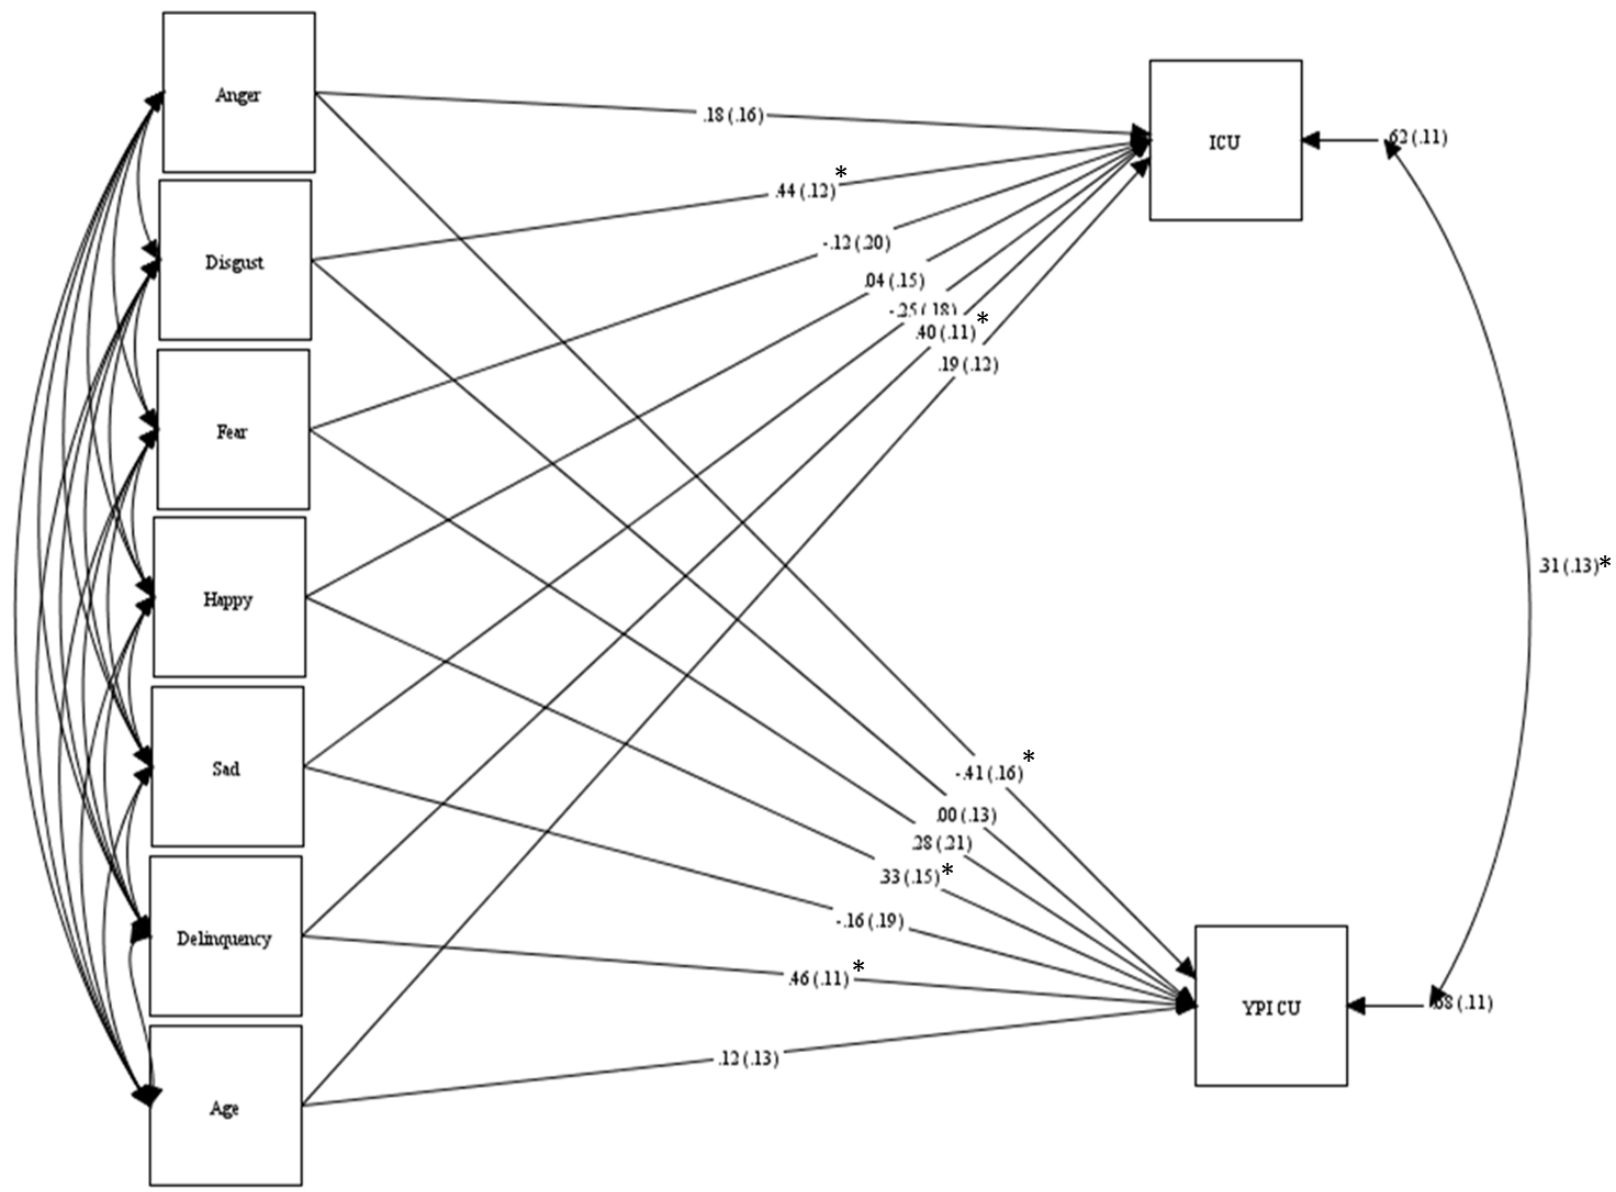 Anger
Disgust
Fear
Happy
Sad
Delinquency
Age
.18 (.16)
.44 (.12)*
-.12 (.20)
.04 (.15)
-.25 (.18)
.40 (.11)*
.19 (.12)
-.41 (.16)*
.00 (.13)
.28 (.21)
.33 (.15)*
-.16 (.19)
.46 (.11)*
.12 (.13)
ICU
.62 (.11)
.31 (.13)*
YPI CU
.68 (.11)